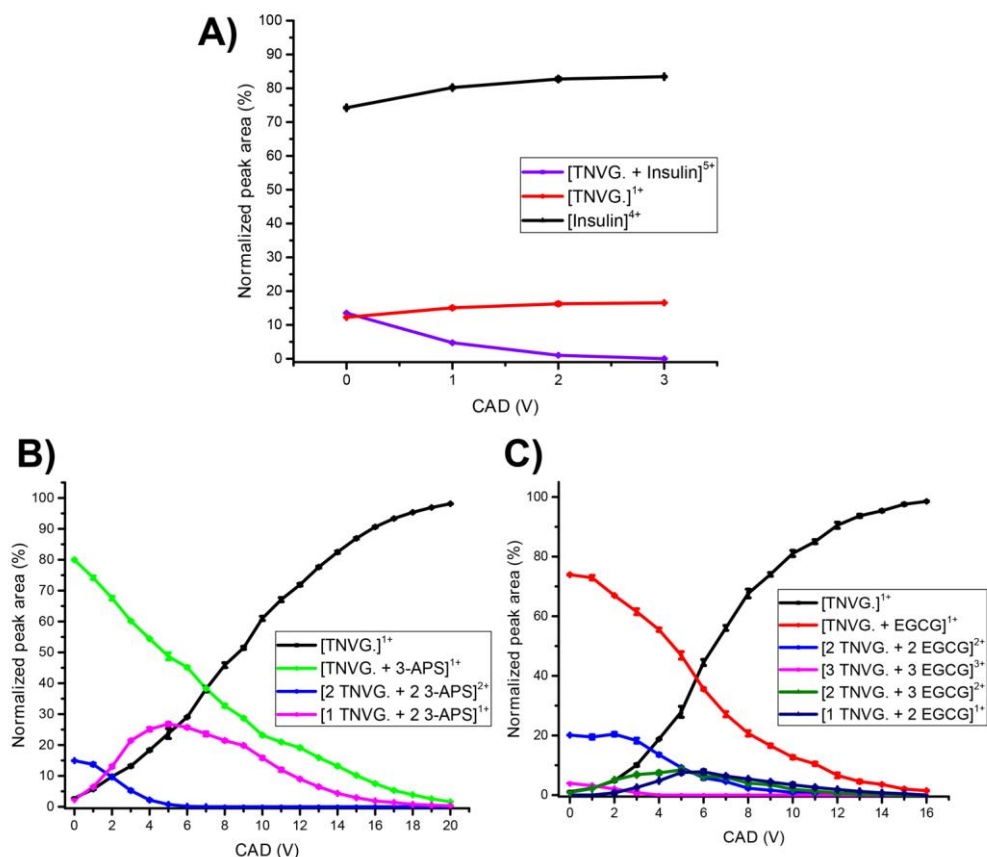 A)
Normalized peak area (%)
100
90
80
70
60
50
40
30
20
10
0
[TNVG. + Insulin]⁵⁺
[TNVG.]¹⁺
[Insulin]⁴⁺
0 1 2 3
CAD (V)
B)
Normalized peak area (%)
100
90
80
70
60
50
40
30
20
10
0
[TNVG.]¹⁺
[TNVG. + 3-APS]¹⁺
[2 TNVG. + 2 3-APS]²⁺
[1 TNVG. + 2 3-APS]¹⁺
0 2 4 6 8 10 12 14 16 18 20
CAD (V)
C)
Normalized peak area (%)
100
90
80
70
60
50
40
30
20
10
0
[TNVG.]¹⁺
[TNVG. + EGCG]¹⁺
[2 TNVG. + 2 EGCG]²⁺
[3 TNVG. + 3 EGCG]³⁺
[2 TNVG. + 3 EGCG]²⁺
[1 TNVG. + 2 EGCG]¹⁺
0 2 4 6 8 10 12 14 16
CAD (V)